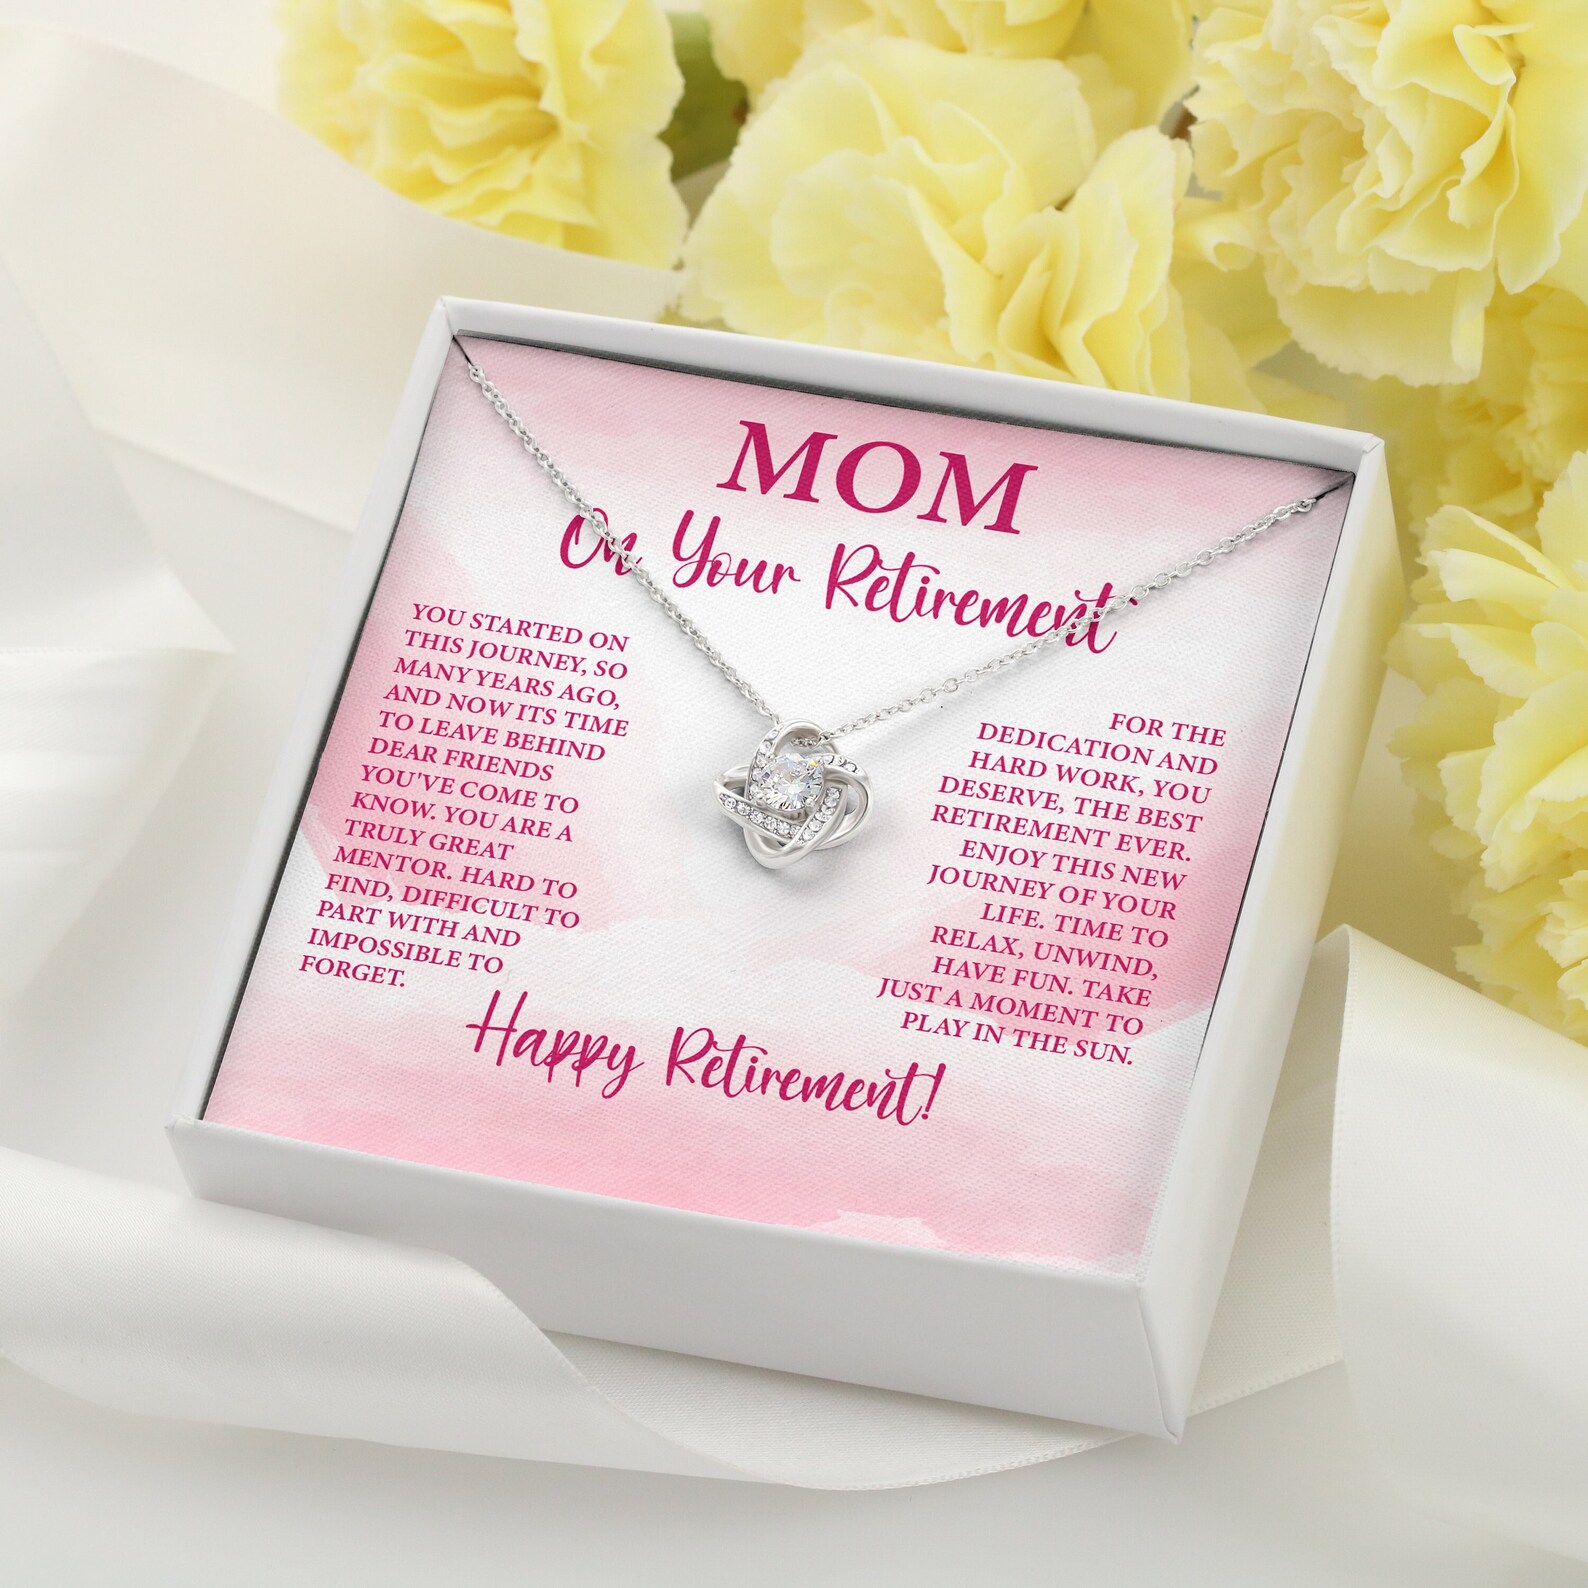 MOM
On Your Retirement
YOU STARTED ON
THIS JOURNEY, SO
MANY YEARS AGO,
AND NOW ITS TIME
TO LEAVE BEHIND
DEAR FRIENDS
YOU'VE COME TO
KNOW. YOU ARE A
TRULY GREAT
MENTOR. HARD TO
FIND, DIFFICULT TO
PART WITH AND
IMPOSSIBLE TO
FORGET.
FOR THE
DEDICATION AND
HARD WORK, YOU
DESERVE, THE BEST
RETIREMENT EVER.
ENJOY THIS NEW
JOURNEY OF YOUR
LIFE. TIME TO
RELAX, UNWIND,
HAVE FUN. TAKE
JUST A MOMENT TO
PLAY IN THE SUN.
Happy Retirement!